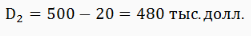 D₂ = 500 − 20 = 480 тыс. долл.